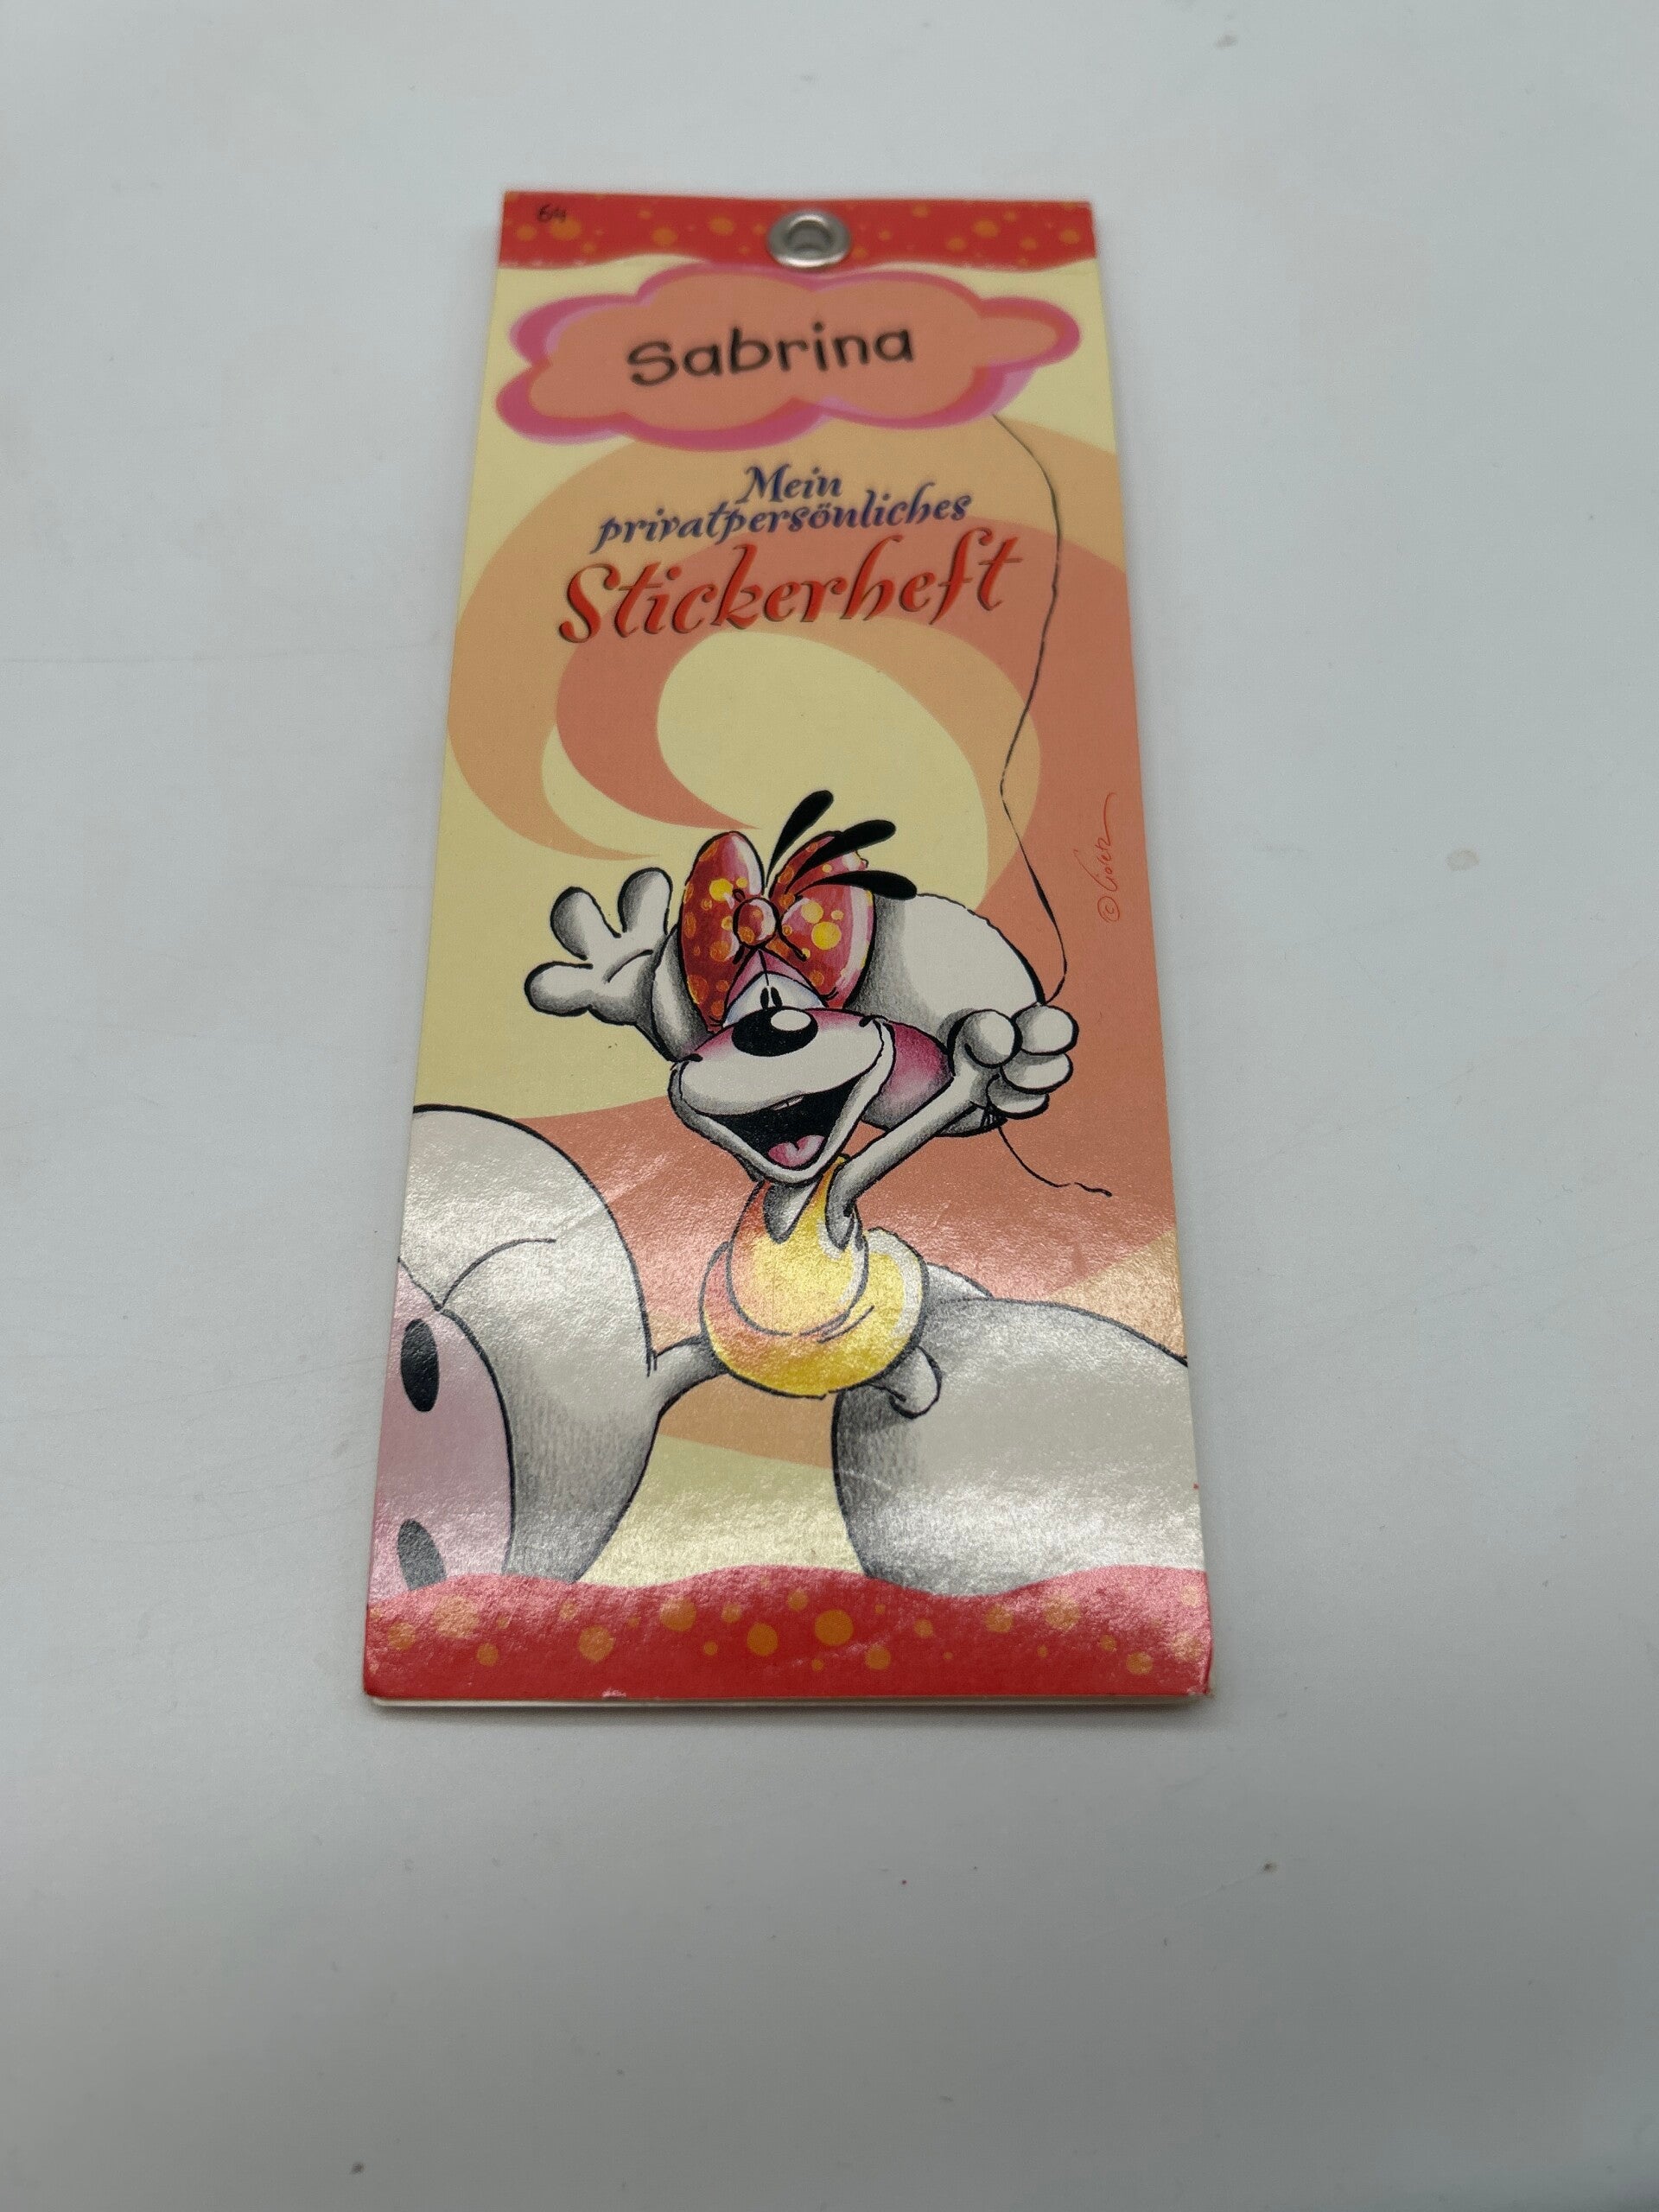 64
Sabrina
Mein
privatpersönliches
Stickerheft
©